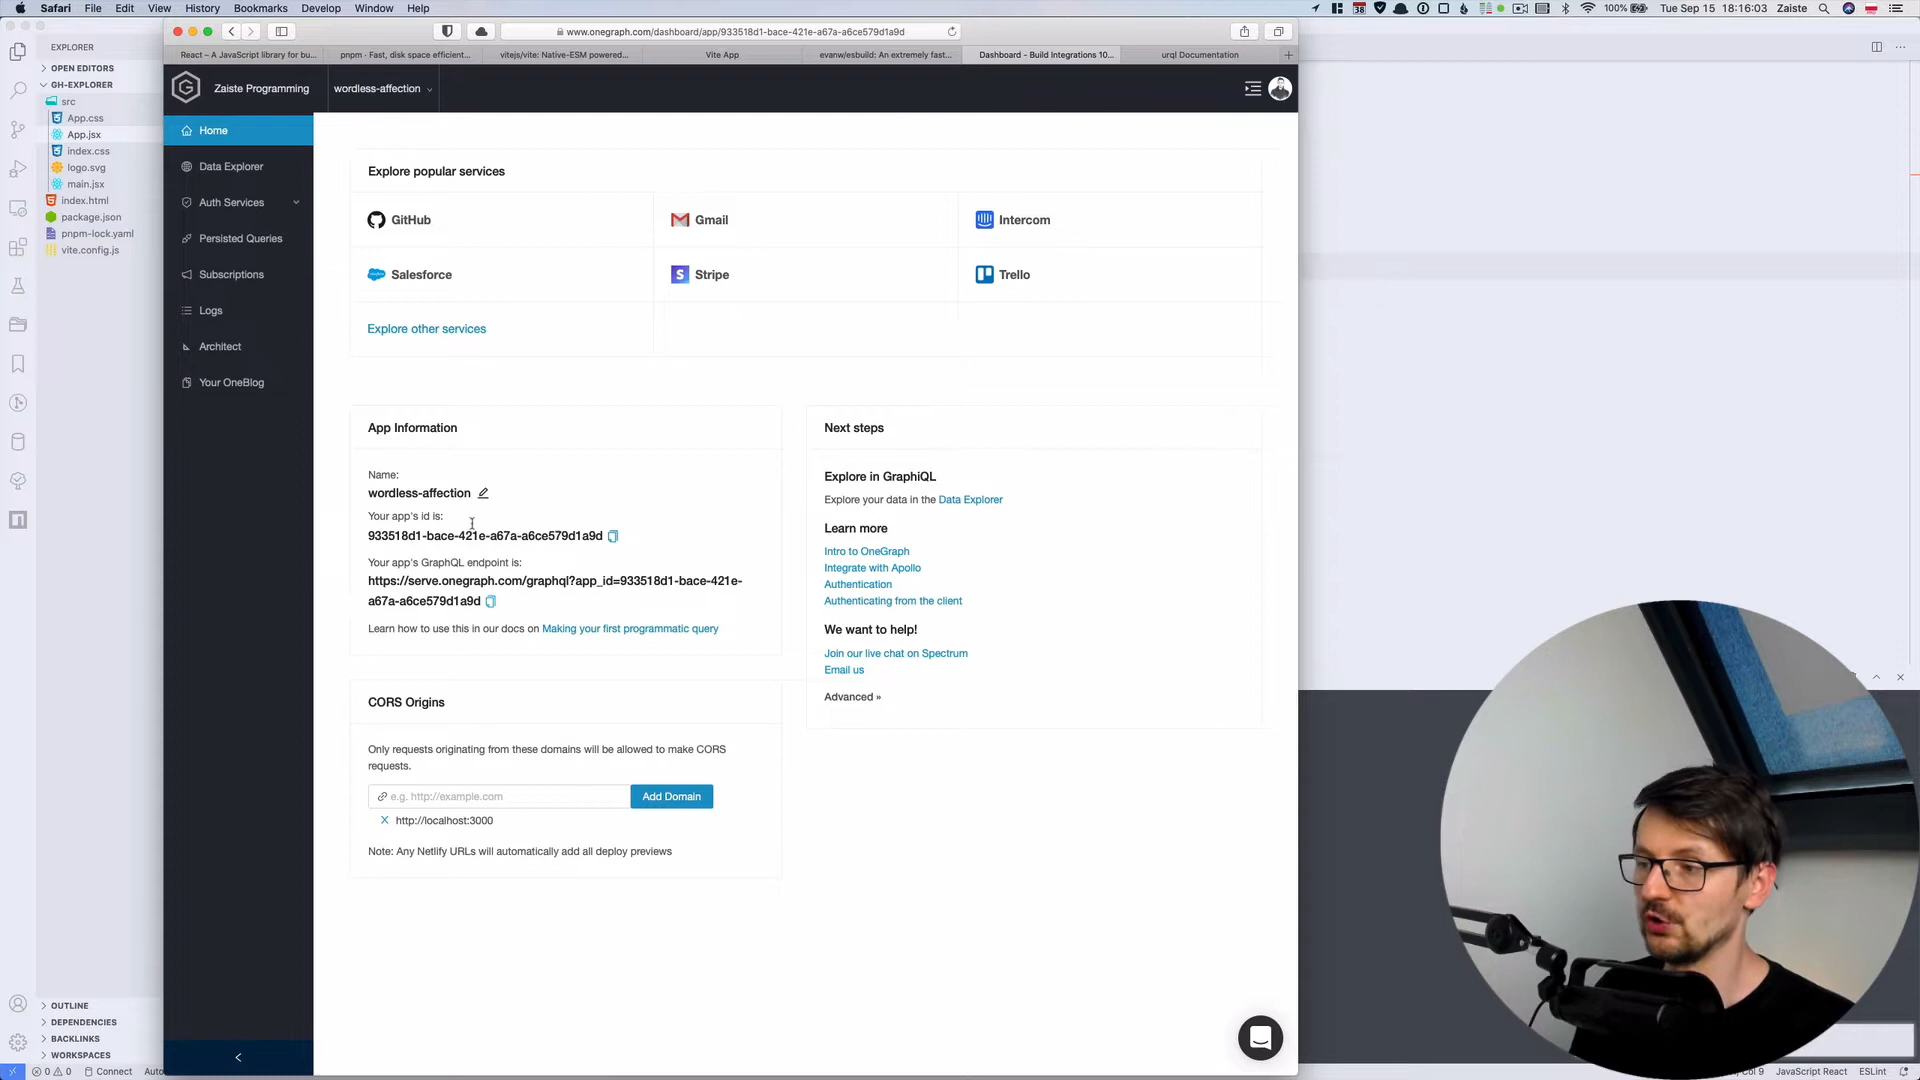 Safari File Edit View History Bookmarks Develop Window Help
38 100% Tue Sep 15 18:16:03 Zaiste
www.onegraph.com/dashboard/app/933518d1-bace-421e-a67a-a6ce579d1a9d
React – A JavaScript library for bu... pnpm - Fast, disk space efficient... vitejs/vite: Native-ESM powered... Vite App evanw/esbuild: An extremely fast... Dashboard - Build Integrations 10... urql Documentation
EXPLORER
OPEN EDITORS
GH-EXPLORER
src
App.css
App.jsx
index.css
logo.svg
main.jsx
index.html
package.json
pnpm-lock.yaml
vite.config.js
OUTLINE
DEPENDENCIES
BACKLINKS
WORKSPACES
0 0 Connect Auto
Zaiste Programming wordless-affection
Home
Data Explorer
Auth Services
Persisted Queries
Subscriptions
Logs
Architect
Your OneBlog
Explore popular services
GitHub Gmail Intercom
Salesforce Stripe Trello
Explore other services
App Information
Name:
wordless-affection
Your app's id is:
933518d1-bace-421e-a67a-a6ce579d1a9d
Your app's GraphQL endpoint is:
https://serve.onegraph.com/graphql?app_id=933518d1-bace-421e-
a67a-a6ce579d1a9d
Learn how to use this in our docs on Making your first programmatic query
Next steps
Explore in GraphiQL
Explore your data in the Data Explorer
Learn more
Intro to OneGraph
Integrate with Apollo
Authentication
Authenticating from the client
We want to help!
Join our live chat on Spectrum
Email us
Advanced »
CORS Origins
Only requests originating from these domains will be allowed to make CORS
requests.
e.g. http://example.com Add Domain
http://localhost:3000
Note: Any Netlify URLs will automatically add all deploy previews
Col 9 JavaScript React ESLint